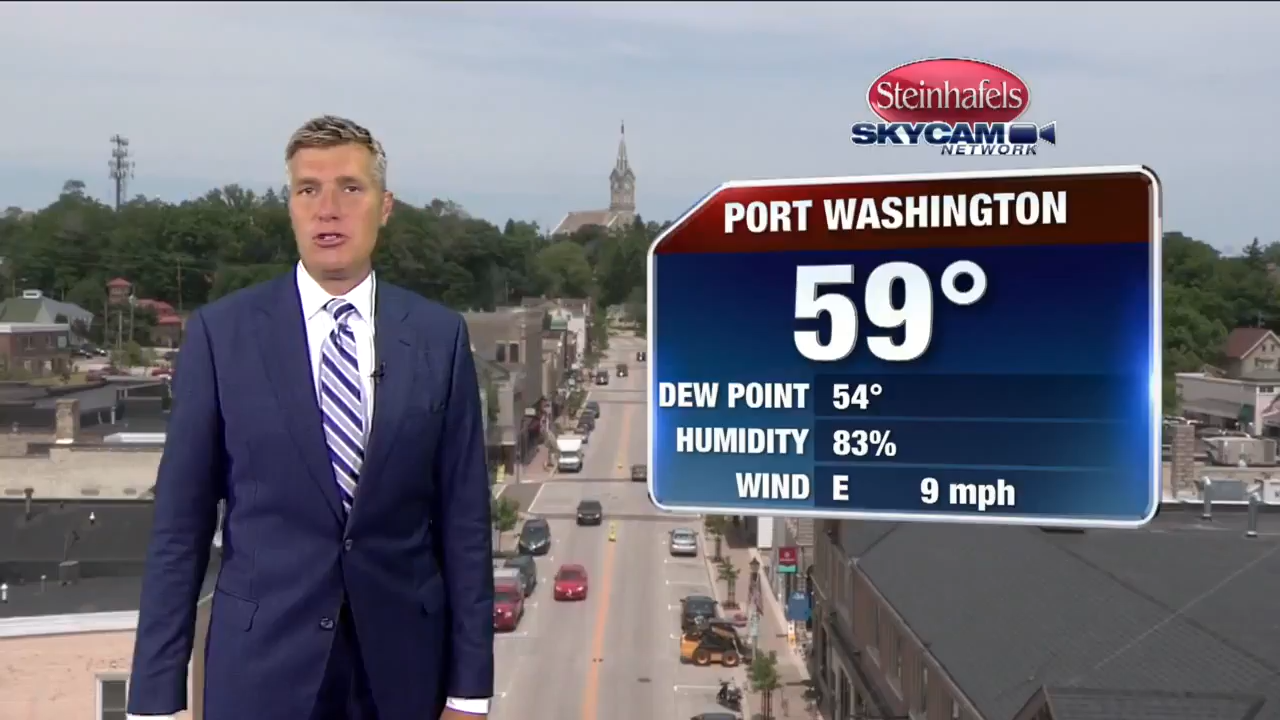 Steinhafels
SKYCAM
NETWORK
PORT WASHINGTON
59°
DEW POINT 54°
HUMIDITY 83%
WIND E 9 mph